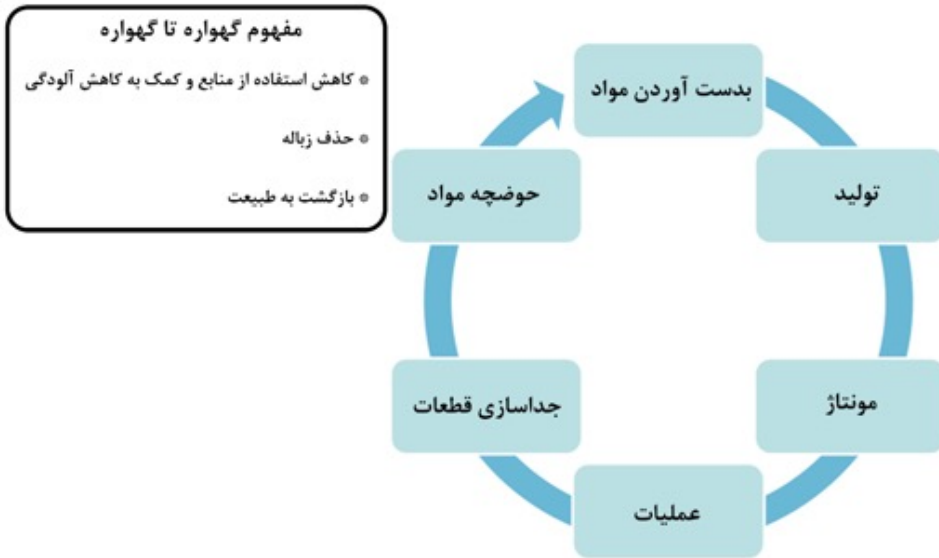 مفهوم گهواره تا گهواره
* کاهش استفاده از منابع و کمک به کاهش آلودگی
* حذف زباله
* بازگشت به طبیعت
بدست آوردن مواد
تولید
مونتاژ
عملیات
جداسازی قطعات
حوضچه مواد